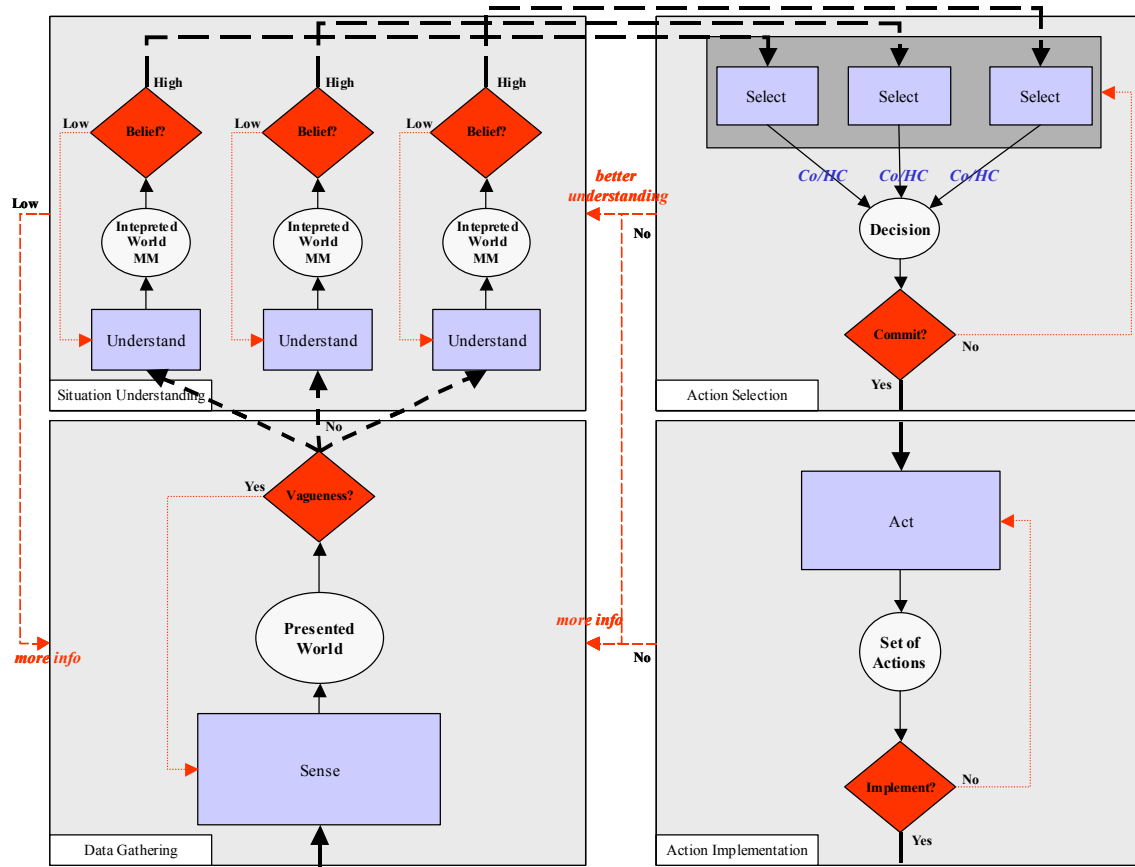 High
High
High
Low
Belief?
Low
Belief?
Low
Belief?
Intepreted
World
MM
Intepreted
World
MM
Intepreted
World
MM
Understand
Understand
Understand
Situation Understanding
Low
more info
No
Yes
Vagueness?
Presented
World
Sense
Data Gathering
better
understanding
No
more info
No
Select
Select
Select
Co/HC
Co/HC
Co/HC
Decision
Commit?
No
Yes
Action Selection
Act
Set of
Actions
Implement?
No
Yes
Action Implementation